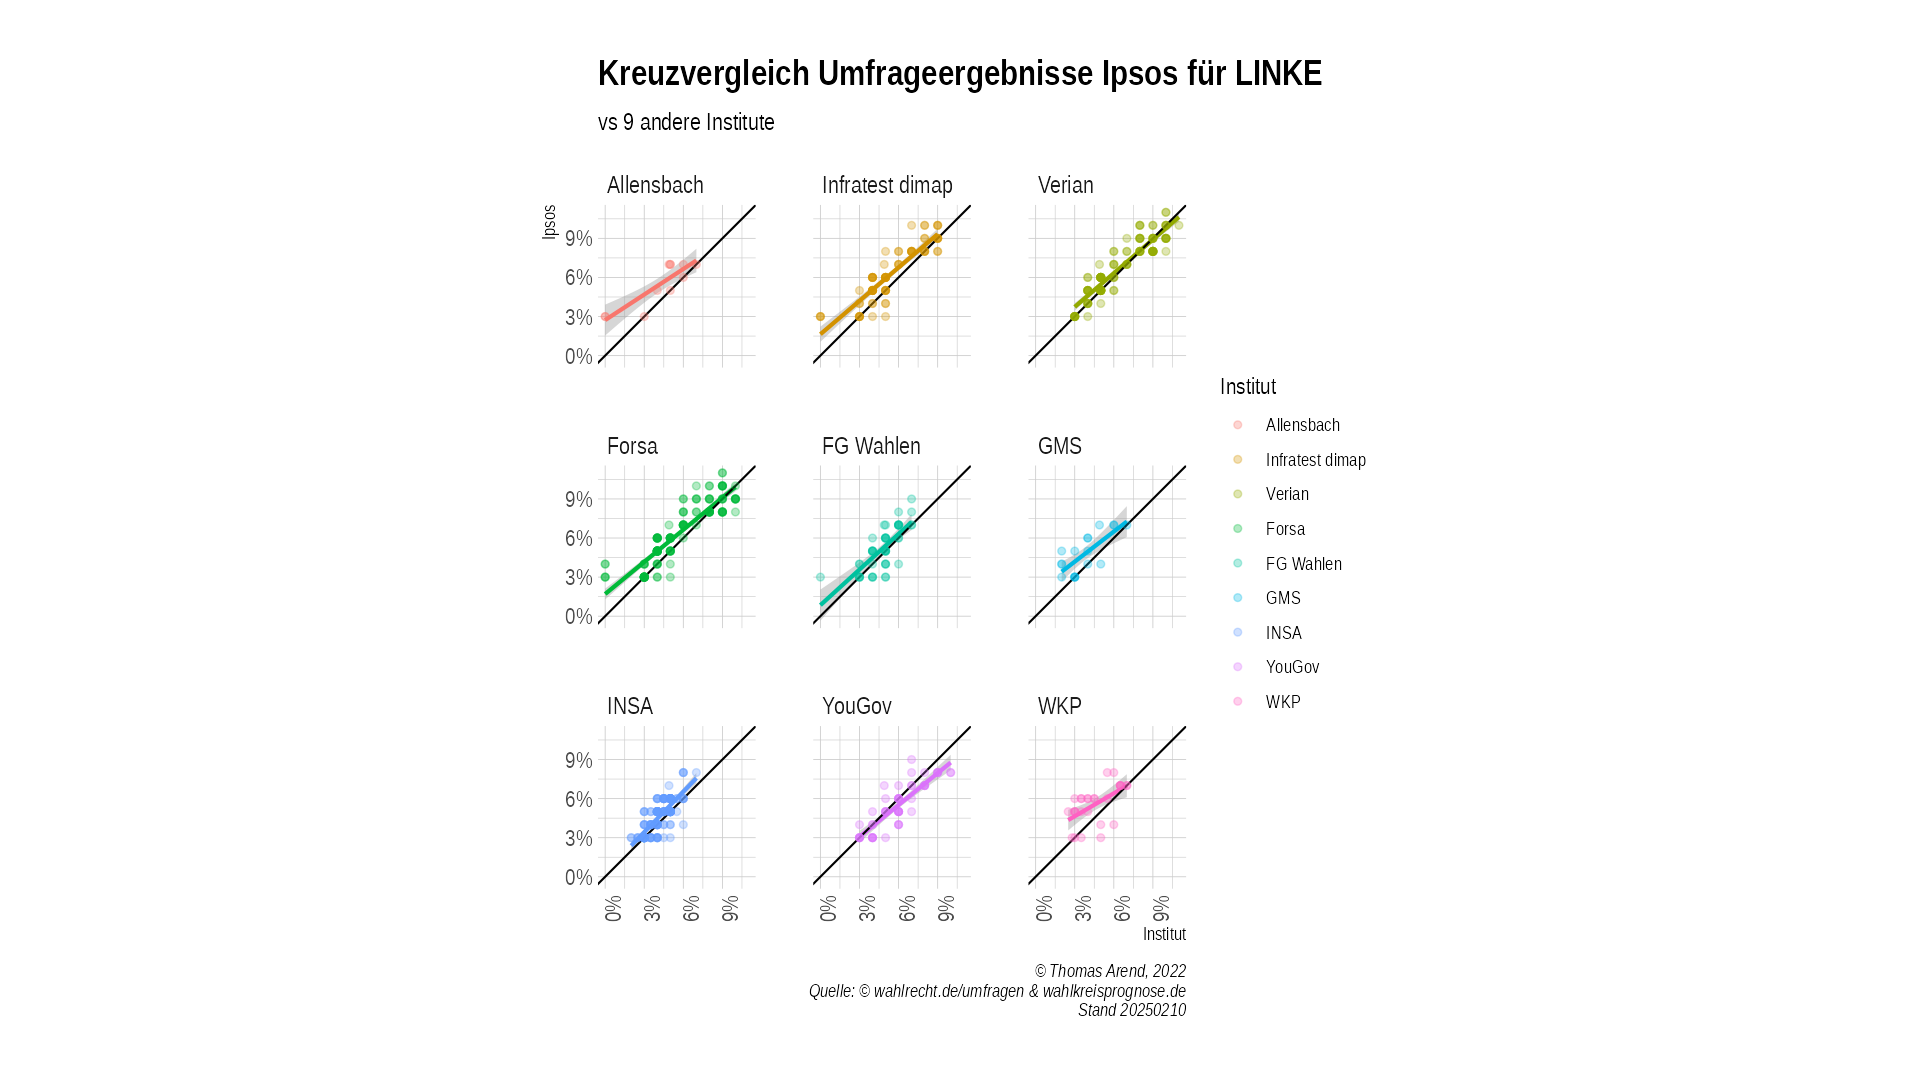 Kreuzvergleich Umfrageergebnisse Ipsos für LINKE
vs 9 andere Institute
Allensbach
Infratest dimap
Verian
Ipsos
9%
6%
3%
0%
Forsa
FG Wahlen
GMS
9%
6%
3%
0%
INSA
YouGov
WKP
9%
6%
3%
0%
0% 3% 6% 9%
0% 3% 6% 9%
0% 3% 6% 9%
Institut
Institut
Allensbach
Infratest dimap
Verian
Forsa
FG Wahlen
GMS
INSA
YouGov
WKP
© Thomas Arend, 2022
Quelle: © wahlrecht.de/umfragen & wahlkreisprognose.de
Stand 20250210